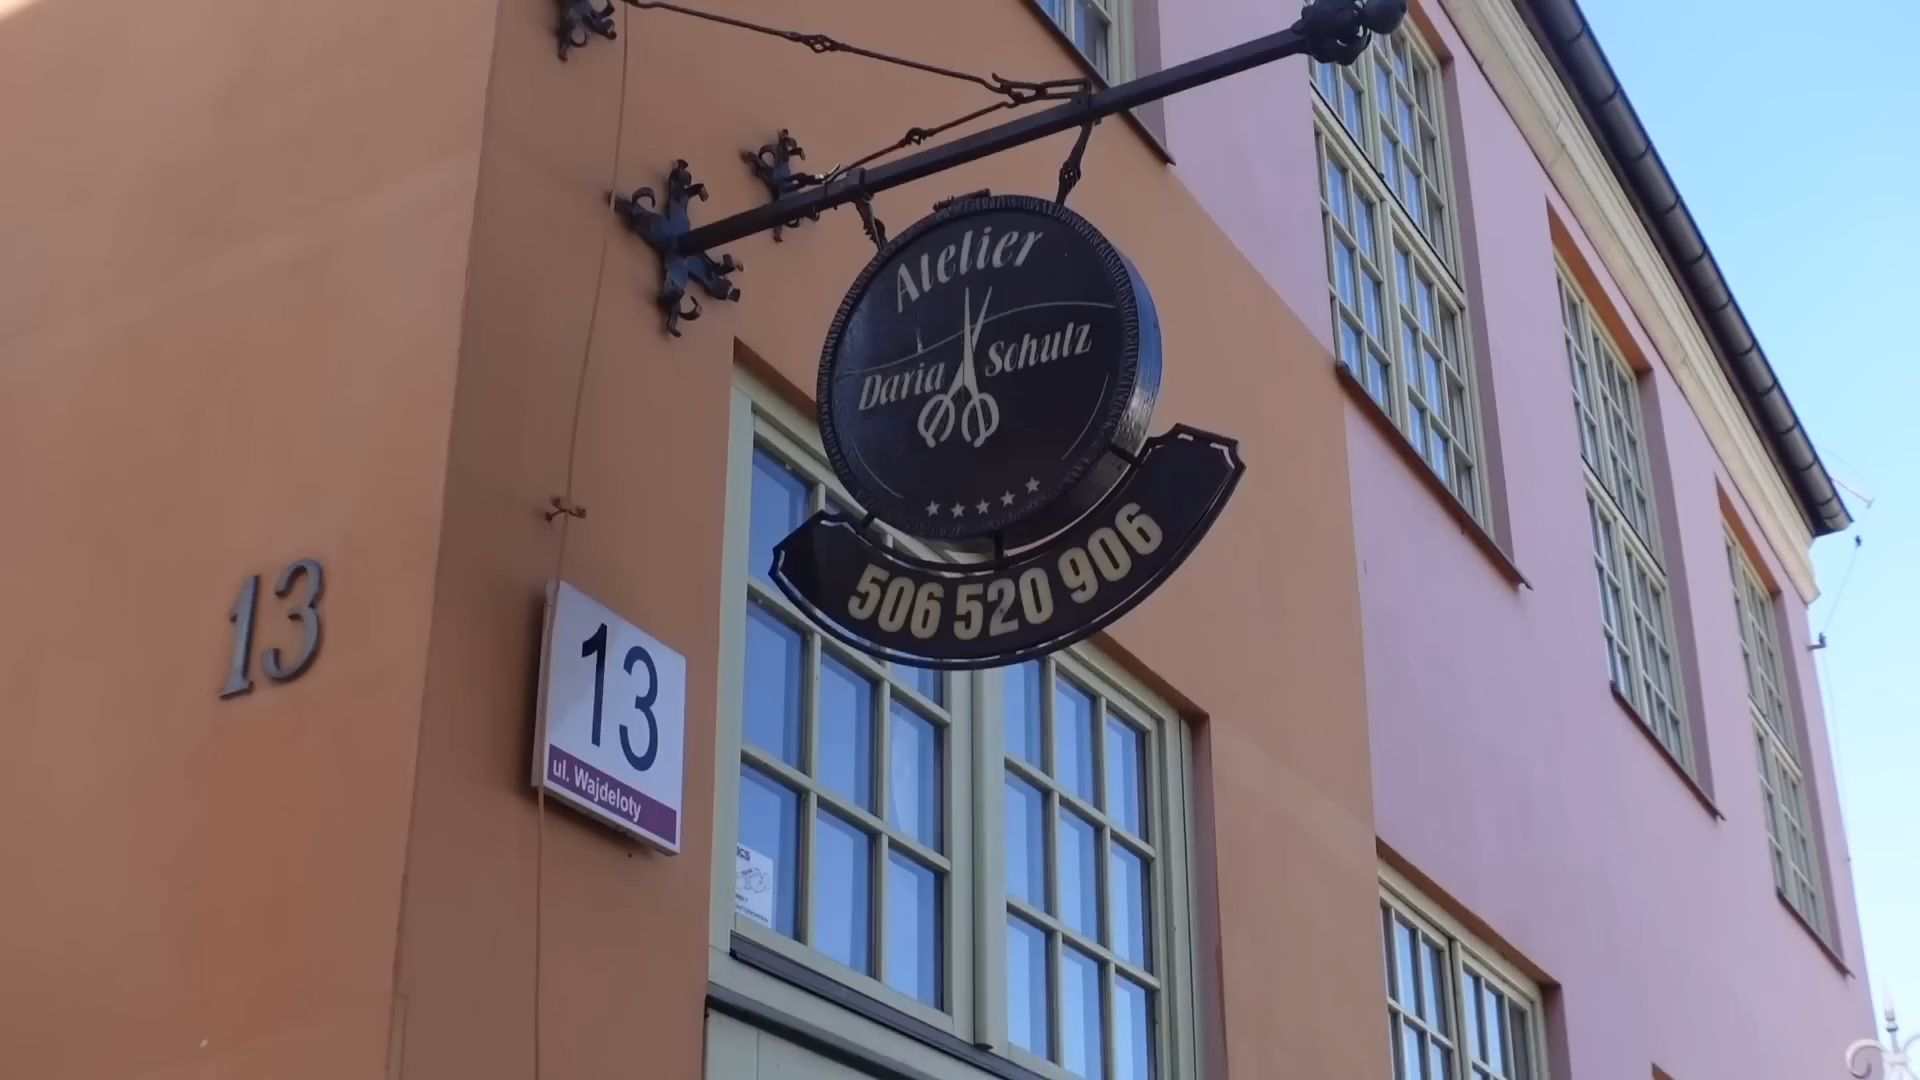 Atelier
Daria Schulz
506 520 906
13
13
ul. Wajdeloty